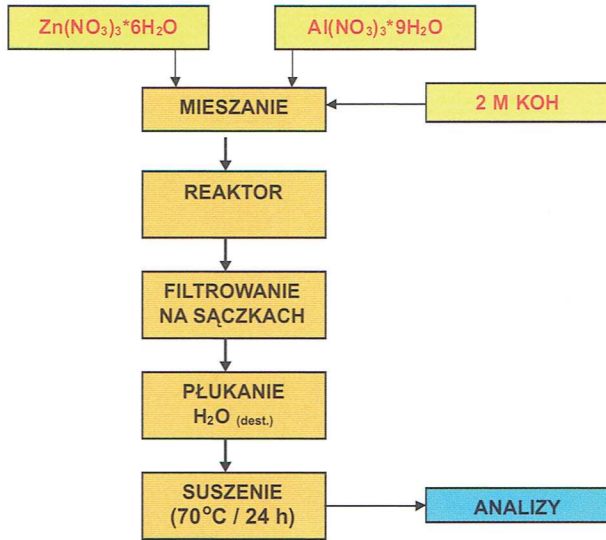 Zn(NO₃)₃*6H₂O
Al(NO₃)₃*9H₂O
MIESZANIE
2 M KOH
REAKTOR
FILTROWANIE
NA SĄCZKACH
PŁUKANIE
H₂O (dest.)
SUSZENIE
(70°C / 24 h)
ANALIZY